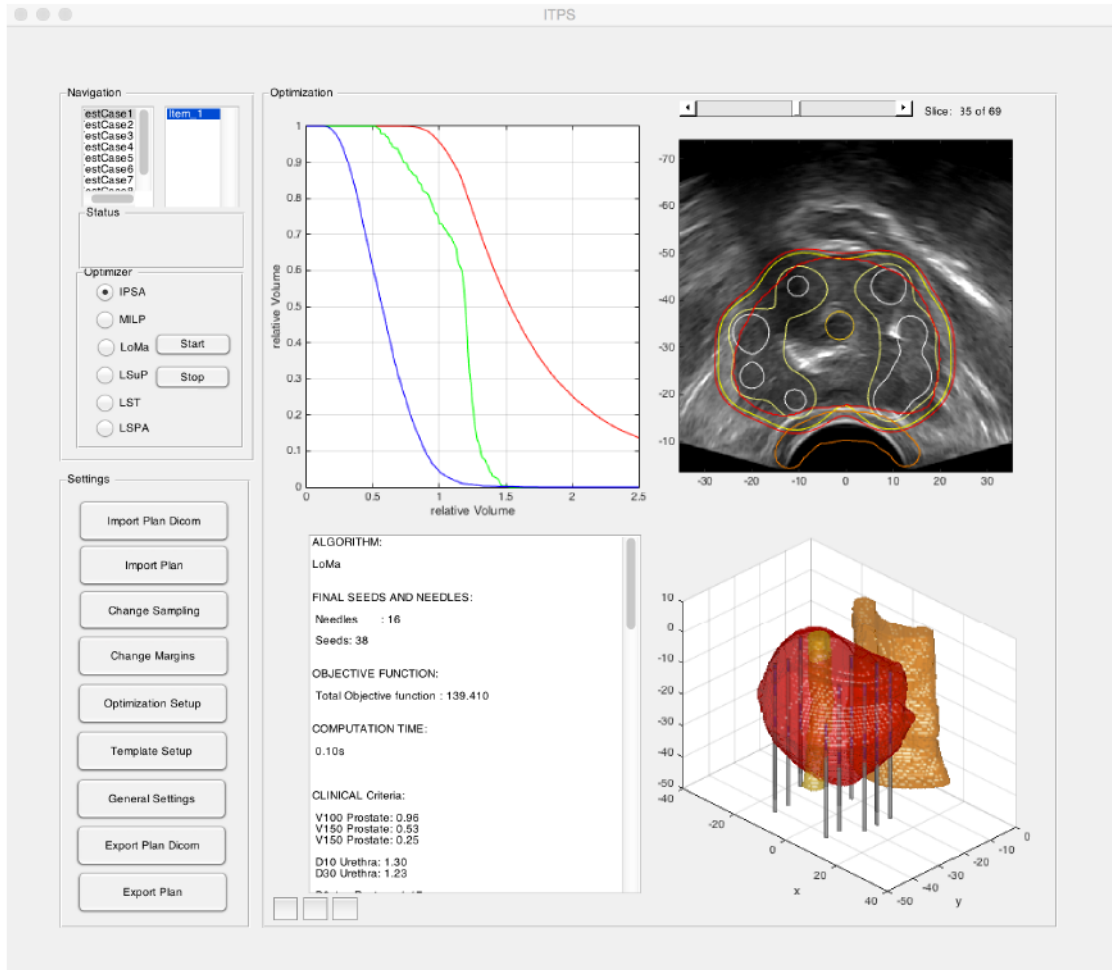 ITPS
Navigation
estCase1
estCase2
estCase3
estCase4
estCase5
estCase6
estCase7
estCase8
Item_1
Status
Optimizer
IPSA
MILP
LoMa
LSuP
LST
LSPA
Start
Stop
Settings
Import Plan Dicom
Import Plan
Change Sampling
Change Margins
Optimization Setup
Template Setup
General Settings
Export Plan Dicom
Export Plan
Optimization
1
0.9
0.8
0.7
0.6
0.5
0.4
0.3
0.2
0.1
0
relative Volume
0 0.5 1 1.5 2 2.5
relative Volume
Slice: 35 of 69
-70
-60
-50
-40
-30
-20
-10
-30 -20 -10 0 10 20 30
ALGORITHM:
LoMa
FINAL SEEDS AND NEEDLES:
Needles : 16
Seeds: 38
OBJECTIVE FUNCTION:
Total Objective function : 139.410
COMPUTATION TIME:
0.10s
CLINICAL Criteria:
V100 Prostate: 0.96
V150 Prostate: 0.53
V150 Prostate: 0.25
D10 Urethra: 1.30
D30 Urethra: 1.23
10
0
-10
-20
-30
-40
-50
-40
-20
0
20
40
x
-50
-40
-30
-20
-10
0
y